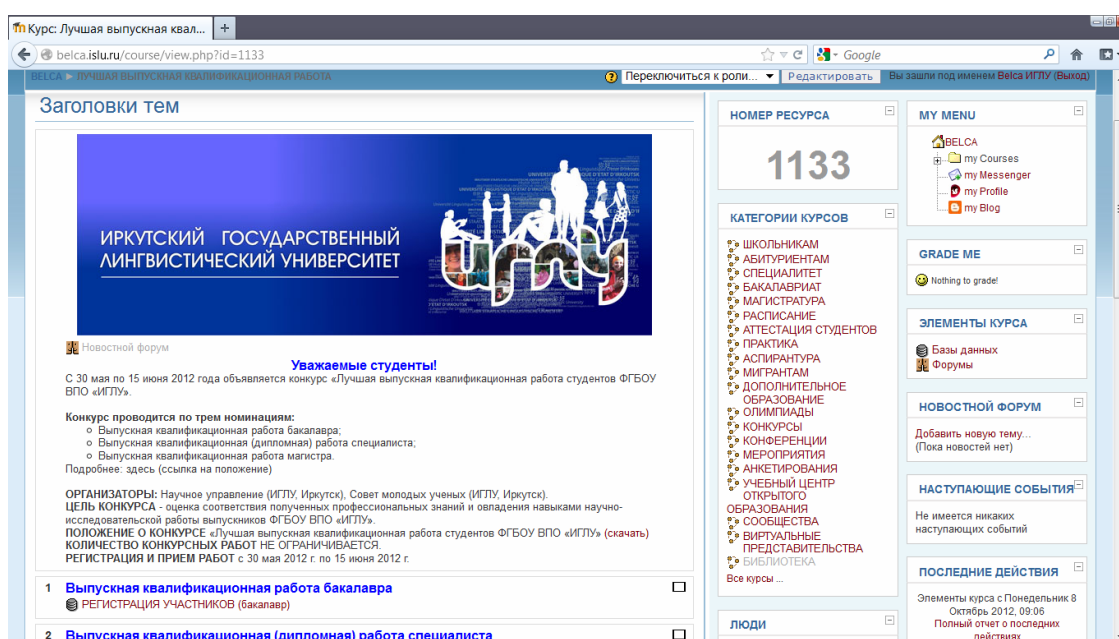 Курс: Лучшая выпускная квал...
belca.islu.ru/course/view.php?id=1133
Google
BELCA ► ЛУЧШАЯ ВЫПУСКНАЯ КВАЛИФИКАЦИОННАЯ РАБОТА
Переключиться к роли...
Редактировать
Вы зашли под именем Belca ИГЛУ (Выход)
Заголовки тем
ИРКУТСКИЙ ГОСУДАРСТВЕННЫЙ
ЛИНГВИСТИЧЕСКИЙ УНИВЕРСИТЕТ
иглу
Новостной форум
Уважаемые студенты!
С 30 мая по 15 июня 2012 года объявляется конкурс «Лучшая выпускная квалификационная работа студентов ФГБОУ
ВПО «ИГЛУ».
Конкурс проводится по трем номинациям:
Выпускная квалификационная работа бакалавра;
Выпускная квалификационная (дипломная) работа специалиста;
Выпускная квалификационная работа магистра.
Подробнее: здесь (ссылка на положение)
ОРГАНИЗАТОРЫ: Научное управление (ИГЛУ, Иркутск), Совет молодых ученых (ИГЛУ, Иркутск).
ЦЕЛЬ КОНКУРСА - оценка соответствия полученных профессиональных знаний и овладения навыками научно-
исследовательской работы выпускников ФГБОУ ВПО «ИГЛУ».
ПОЛОЖЕНИЕ О КОНКУРСЕ «Лучшая выпускная квалификационная работа студентов ФГБОУ ВПО «ИГЛУ» (скачать)
КОЛИЧЕСТВО КОНКУРСНЫХ РАБОТ НЕ ОГРАНИЧИВАЕТСЯ.
РЕГИСТРАЦИЯ И ПРИЕМ РАБОТ с 30 мая 2012 г. по 15 июня 2012 г.
1 Выпускная квалификационная работа бакалавра
РЕГИСТРАЦИЯ УЧАСТНИКОВ (бакалавр)
2 Выпускная квалификационная (дипломная) работа специалиста
НОМЕР РЕСУРСА
1133
КАТЕГОРИИ КУРСОВ
ШКОЛЬНИКАМ
АБИТУРИЕНТАМ
СПЕЦИАЛИТЕТ
БАКАЛАВРИАТ
МАГИСТРАТУРА
РАСПИСАНИЕ
АТТЕСТАЦИЯ СТУДЕНТОВ
ПРАКТИКА
АСПИРАНТУРА
МИГРАНТАМ
ДОПОЛНИТЕЛЬНОЕ
ОБРАЗОВАНИЕ
ОЛИМПИАДЫ
КОНКУРСЫ
КОНФЕРЕНЦИИ
МЕРОПРИЯТИЯ
АНКЕТИРОВАНИЯ
УЧЕБНЫЙ ЦЕНТР
ОТКРЫТОГО
ОБРАЗОВАНИЯ
СООБЩЕСТВА
ВИРТУАЛЬНЫЕ
ПРЕДСТАВИТЕЛЬСТВА
БИБЛИОТЕКА
Все курсы ...
ЛЮДИ
MY MENU
BELCA
my Courses
my Messenger
my Profile
my Blog
GRADE ME
Nothing to grade!
ЭЛЕМЕНТЫ КУРСА
Базы данных
Форумы
НОВОСТНОЙ ФОРУМ
Добавить новую тему...
(Пока новостей нет)
НАСТУПАЮЩИЕ СОБЫТИЯ
Не имеется никаких
наступающих событий
ПОСЛЕДНИЕ ДЕЙСТВИЯ
Элементы курса с Понедельник 8
Октябрь 2012, 09:06
Полный отчет о последних
действиях